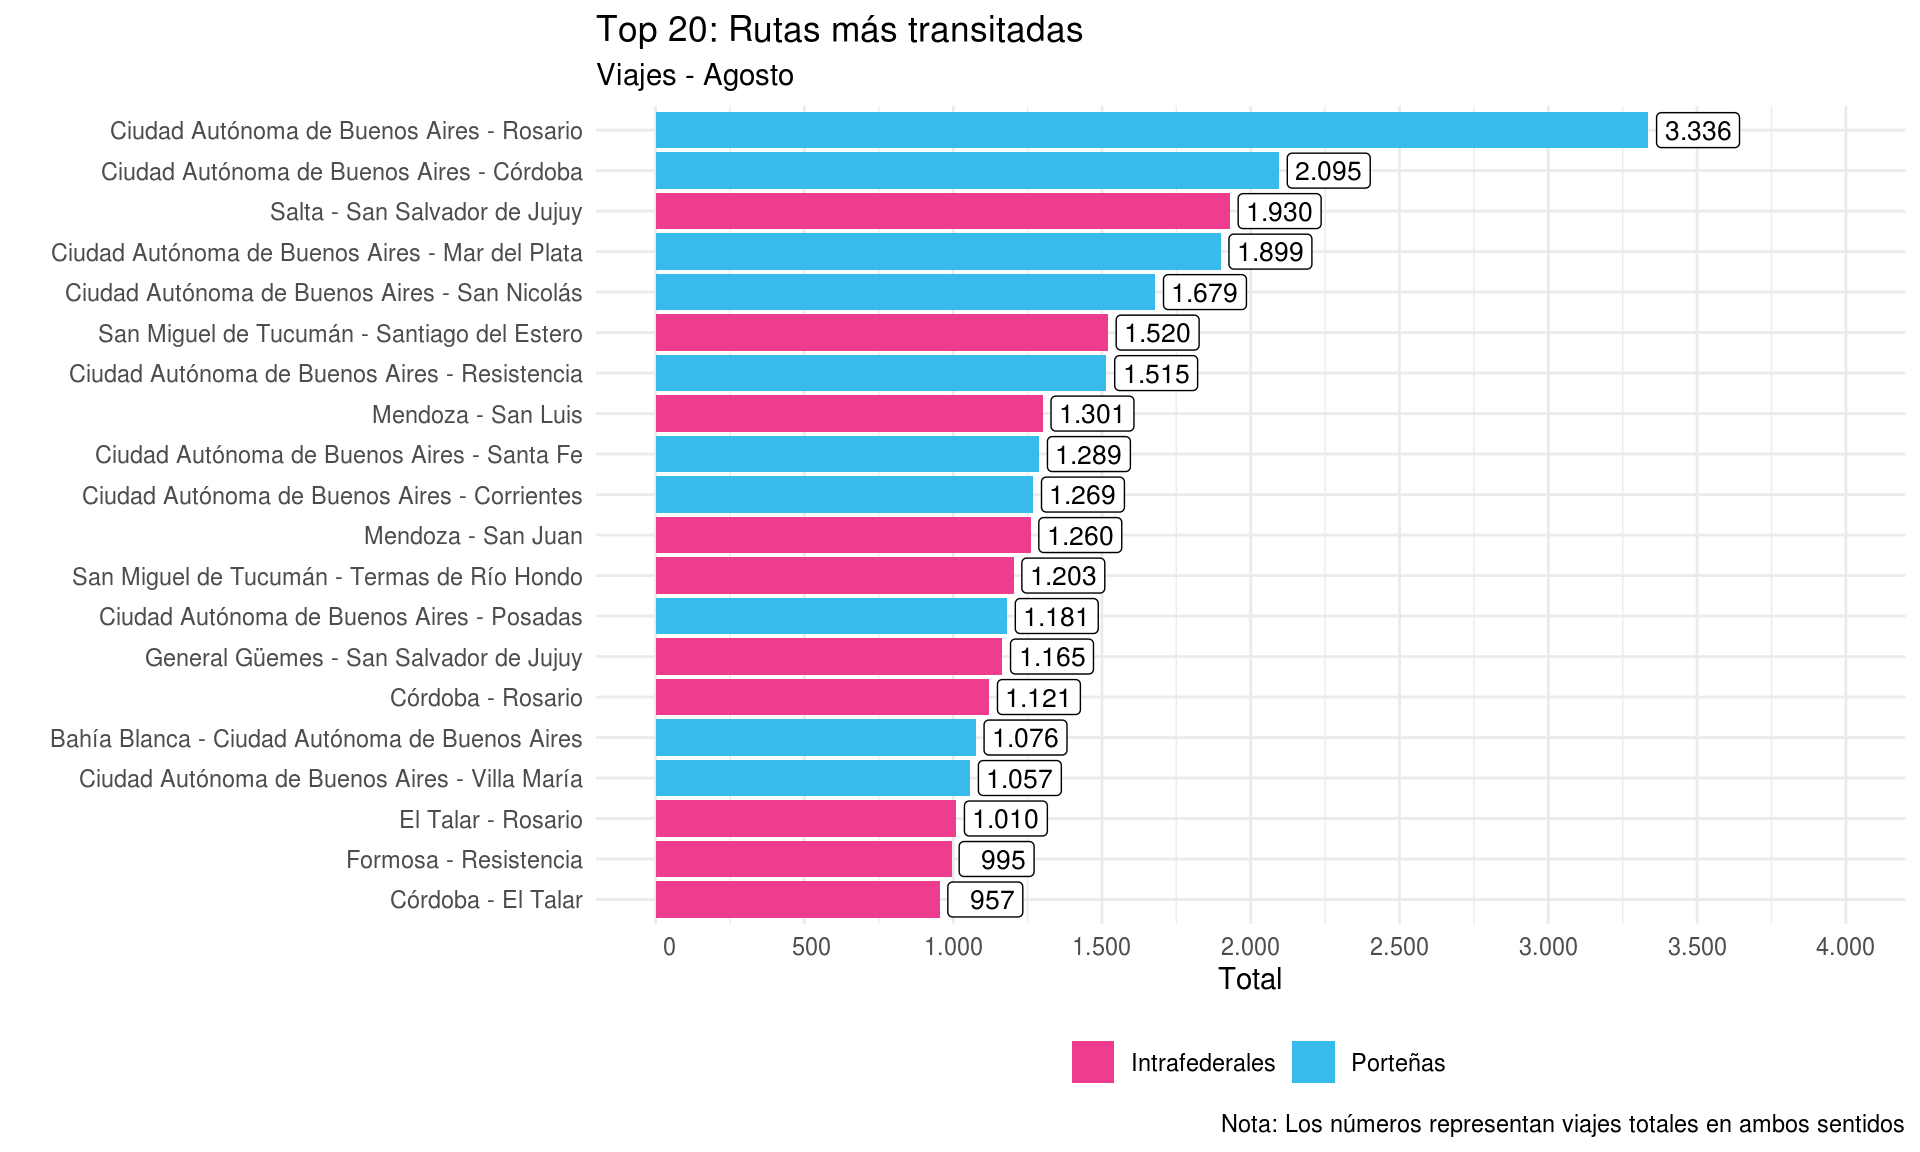 Top 20: Rutas más transitadas
Viajes - Agosto
Ciudad Autónoma de Buenos Aires - Rosario 3.336
Ciudad Autónoma de Buenos Aires - Córdoba 2.095
Salta - San Salvador de Jujuy 1.930
Ciudad Autónoma de Buenos Aires - Mar del Plata 1.899
Ciudad Autónoma de Buenos Aires - San Nicolás 1.679
San Miguel de Tucumán - Santiago del Estero 1.520
Ciudad Autónoma de Buenos Aires - Resistencia 1.515
Mendoza - San Luis 1.301
Ciudad Autónoma de Buenos Aires - Santa Fe 1.289
Ciudad Autónoma de Buenos Aires - Corrientes 1.269
Mendoza - San Juan 1.260
San Miguel de Tucumán - Termas de Río Hondo 1.203
Ciudad Autónoma de Buenos Aires - Posadas 1.181
General Güemes - San Salvador de Jujuy 1.165
Córdoba - Rosario 1.121
Bahía Blanca - Ciudad Autónoma de Buenos Aires 1.076
Ciudad Autónoma de Buenos Aires - Villa María 1.057
El Talar - Rosario 1.010
Formosa - Resistencia 995
Córdoba - El Talar 957
0 500 1.000 1.500 2.000 2.500 3.000 3.500 4.000
Total
Intrafederales Porteñas
Nota: Los números representan viajes totales en ambos sentidos